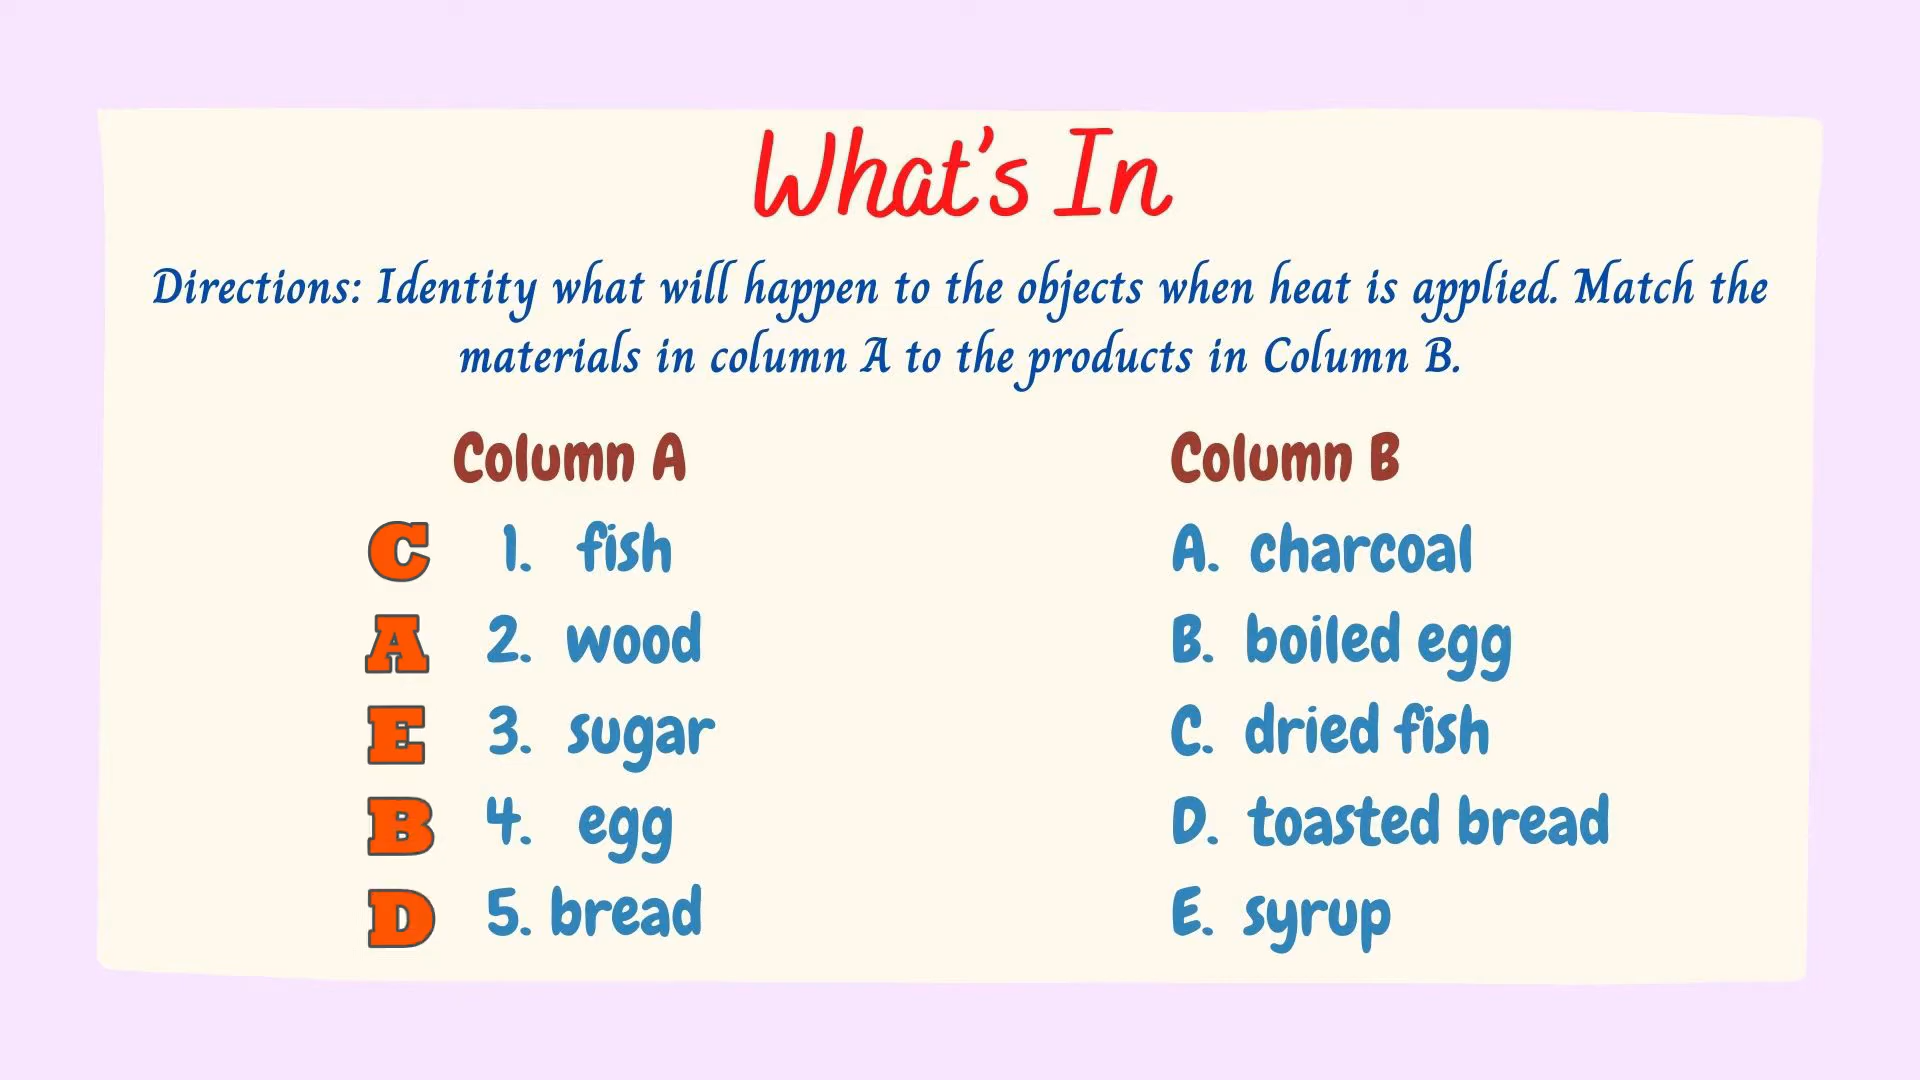 What's In
Directions: Identity what will happen to the objects when heat is applied. Match the
materials in column A to the products in Column B.
Column A
Column B
C 1. fish
A. charcoal
A 2. wood
B. boiled egg
E 3. sugar
C. dried fish
B 4. egg
D. toasted bread
D 5. bread
E. syrup